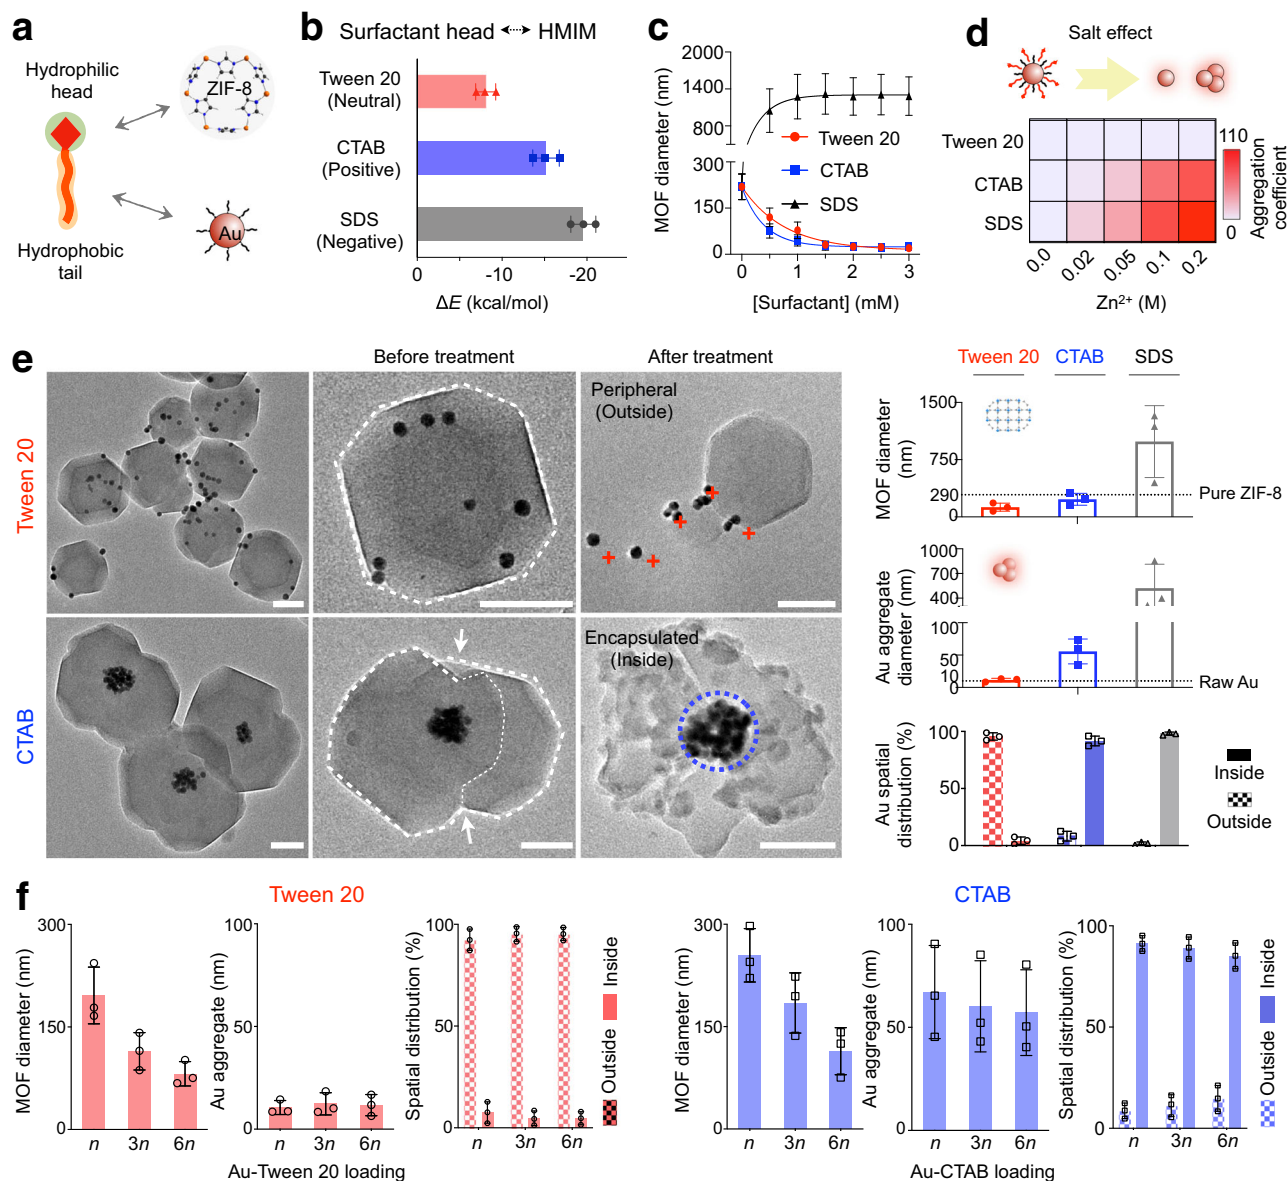 a
Hydrophilic
head
ZIF-8
Au
Hydrophobic
tail
b
Surfactant head HMIM
Tween 20
(Neutral)
CTAB
(Positive)
SDS
(Negative)
0 -10 -20
ΔE (kcal/mol)
c
MOF diameter (nm)
2000
1400
800
300
150
0
Tween 20
CTAB
SDS
0 1 2 3
[Surfactant] (mM)
d
Salt effect
Tween 20
CTAB
SDS
0.0 0.02 0.05 0.1 0.2
Zn2+ (M)
110
0
Aggregation
coefficient
e
Before treatment
After treatment
Tween 20
Peripheral
(Outside)
CTAB
Encapsulated
(Inside)
Tween 20 CTAB SDS
MOF diameter
(nm)
1500
750
290
0
Pure ZIF-8
Au aggregate
diameter (nm)
1000
700
400
100
50
10
0
Raw Au
Au spatial
distribution (%)
100
50
0
Inside
Outside
f
Tween 20
MOF diameter (nm)
300
150
0
n 3n 6n
Au aggregate
(nm)
100
50
0
n 3n 6n
Spatial distribution (%)
100
50
0
n 3n 6n
Outside Inside
Au-Tween 20 loading
CTAB
MOF diameter (nm)
300
150
0
n 3n 6n
Au aggregate
(nm)
100
50
0
n 3n 6n
Spatial distribution (%)
100
50
0
n 3n 6n
Outside Inside
Au-CTAB loading